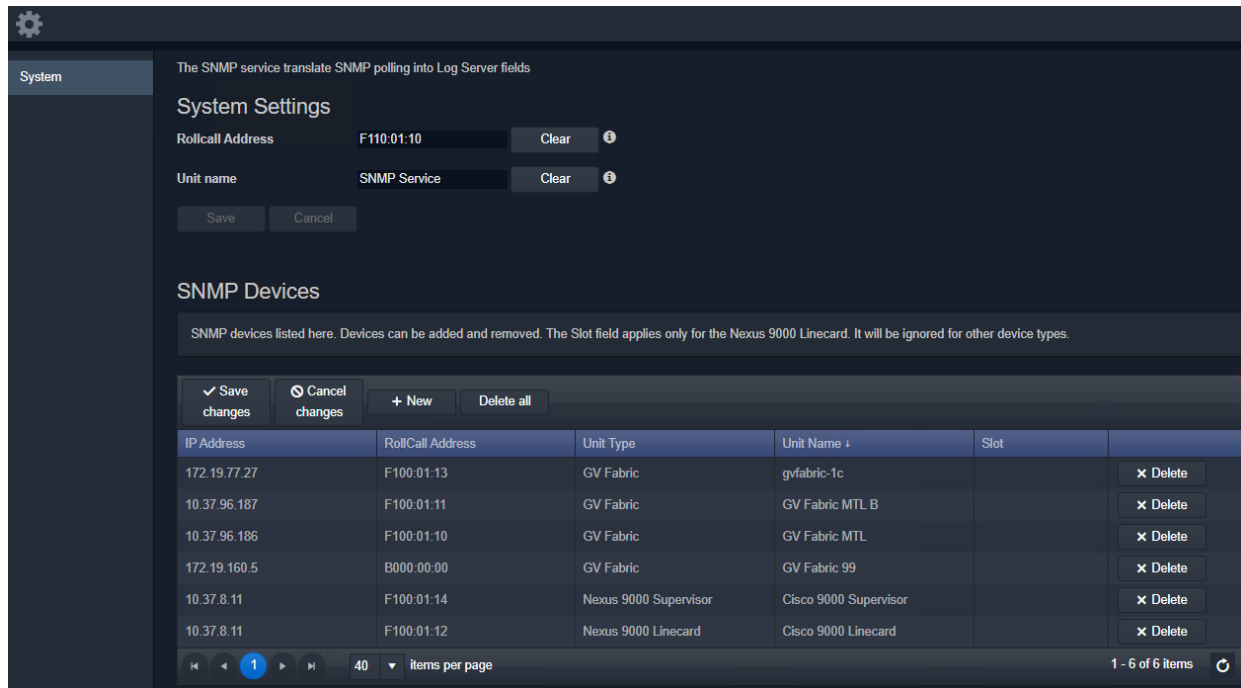 System
The SNMP service translate SNMP polling into Log Server fields
System Settings
Rollcall Address F110:01:10 Clear
Unit name SNMP Service Clear
Save Cancel
SNMP Devices
SNMP devices listed here. Devices can be added and removed. The Slot field applies only for the Nexus 9000 Linecard. It will be ignored for other device types.
Save changes Cancel changes + New Delete all
IP Address RollCall Address Unit Type Unit Name ↓ Slot
172.19.77.27 F100:01:13 GV Fabric gvfabric-1c Delete
10.37.96.187 F100:01:11 GV Fabric GV Fabric MTL B Delete
10.37.96.186 F100:01:10 GV Fabric GV Fabric MTL Delete
172.19.160.5 B000:00:00 GV Fabric GV Fabric 99 Delete
10.37.8.11 F100:01:14 Nexus 9000 Supervisor Cisco 9000 Supervisor Delete
10.37.8.11 F100:01:12 Nexus 9000 Linecard Cisco 9000 Linecard Delete
1 40 items per page 1 - 6 of 6 items